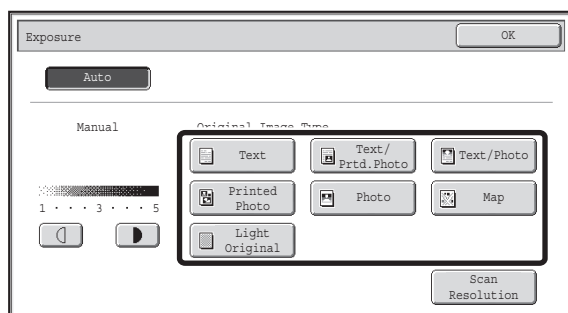 Exposure
OK
Auto
Manual
Original Image Type
Text
Text/
Prtd.Photo
Text/Photo
Printed
Photo
Photo
Map
1 · · · 3 · · · 5
Light
Original
Scan
Resolution